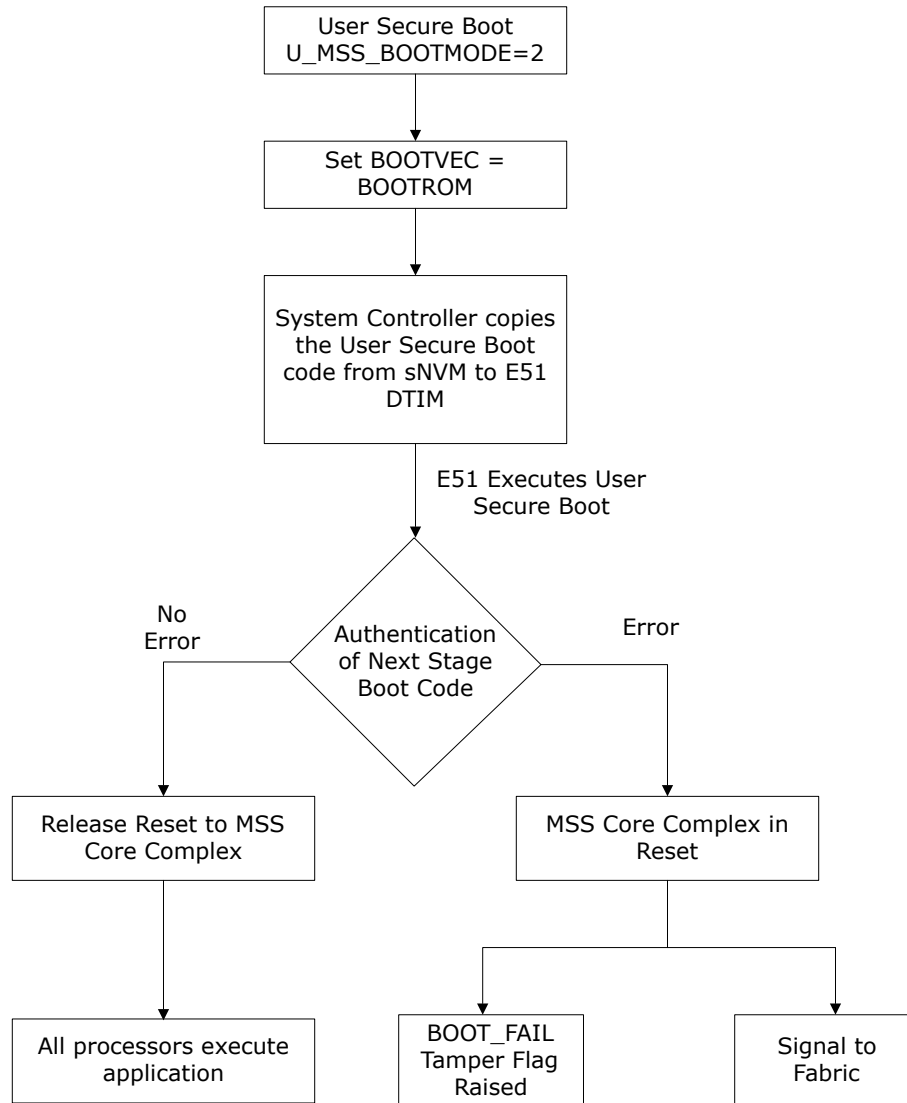 User Secure Boot
U_MSS_BOOTMODE=2
Set BOOTVEC =
BOOTROM
System Controller copies
the User Secure Boot
code from sNVM to E51
DTIM
E51 Executes User
Secure Boot
No
Error
Authentication
of Next Stage
Boot Code
Error
Release Reset to MSS
Core Complex
MSS Core Complex in
Reset
All processors execute
application
BOOT_FAIL
Tamper Flag
Raised
Signal to
Fabric